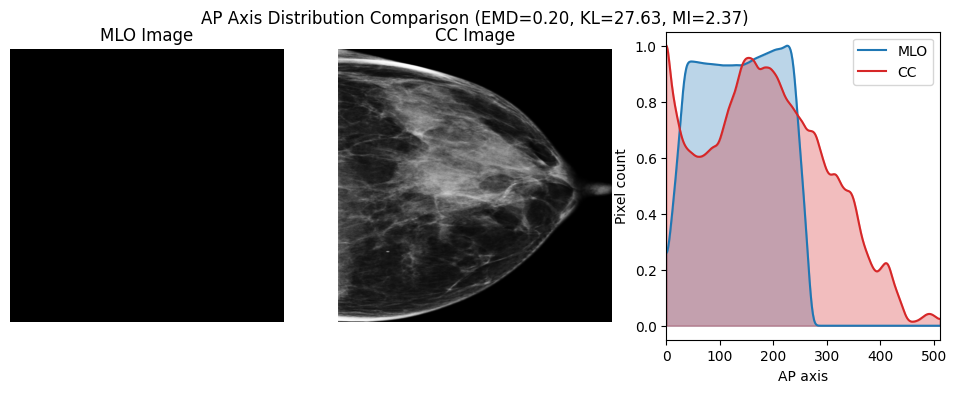 AP Axis Distribution Comparison (EMD=0.20, KL=27.63, MI=2.37)
MLO Image
CC Image
MLO
CC
Pixel count
1.0
0.8
0.6
0.4
0.2
0.0
0 100 200 300 400 500
AP axis